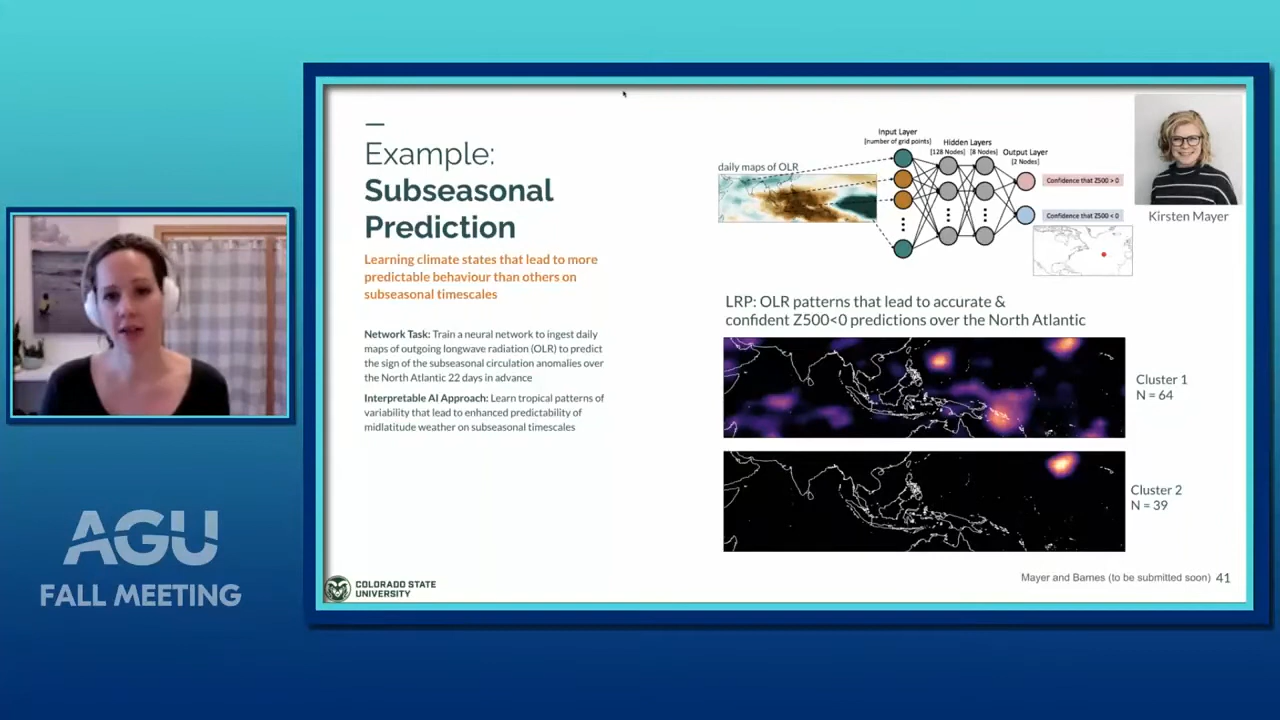 Example:
Subseasonal
Prediction
Learning climate states that lead to more
predictable behaviour than others on
subseasonal timescales
Network Task: Train a neural network to ingest daily
maps of outgoing longwave radiation (OLR) to predict
the sign of the subseasonal circulation anomalies over
the North Atlantic 22 days in advance
Interpretable AI Approach: Learn tropical patterns of
variability that lead to enhanced predictability of
midlatitude weather on subseasonal timescales
daily maps of OLR
Input Layer
[number of grid points]
Hidden Layers
[128 Nodes] [8 Nodes]
Output Layer
[2 Nodes]
Confidence that Z500 > 0
Confidence that Z500 < 0
Kirsten Mayer
LRP: OLR patterns that lead to accurate &
confident Z500<0 predictions over the North Atlantic
Cluster 1
N = 64
Cluster 2
N = 39
Mayer and Barnes (to be submitted soon) 41
COLORADO STATE
UNIVERSITY
AGU
FALL MEETING